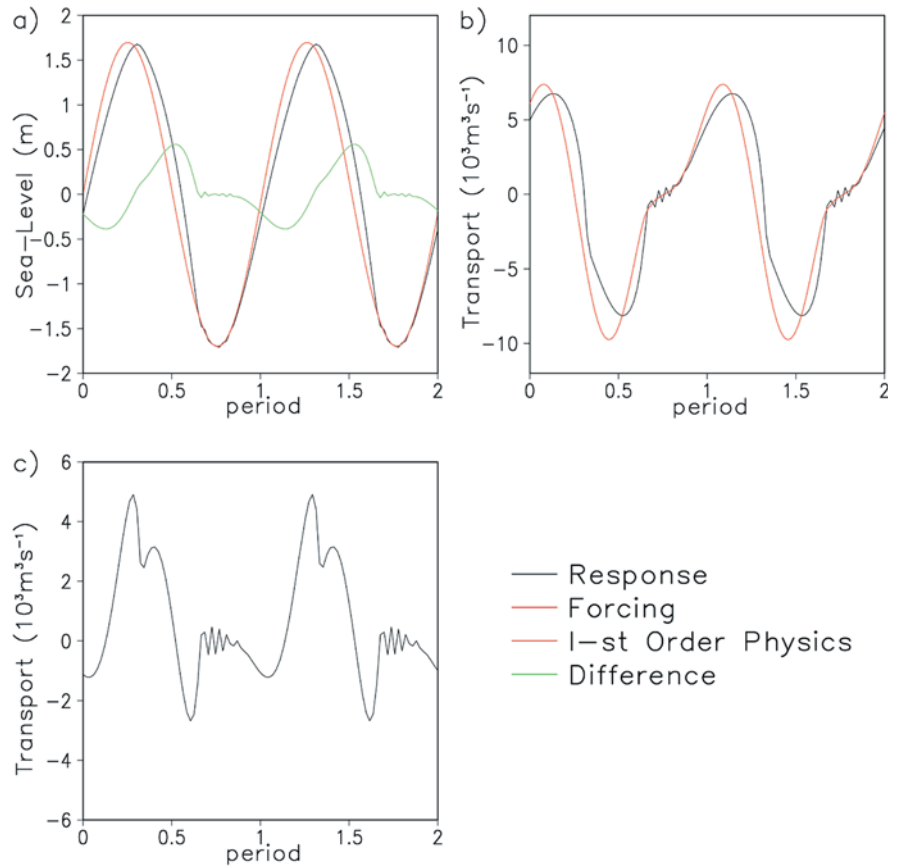 a)
Sea-Level (m)
2
1.5
1
0.5
0
-0.5
-1
-1.5
-2
0 0.5 1 1.5 2
period
b)
Transport (10³m³s⁻¹)
10
5
0
-5
-10
0 0.5 1 1.5 2
period
c)
Transport (10³m³s⁻¹)
6
4
2
0
-2
-4
-6
0 0.5 1 1.5 2
period
Response
Forcing
I-st Order Physics
Difference